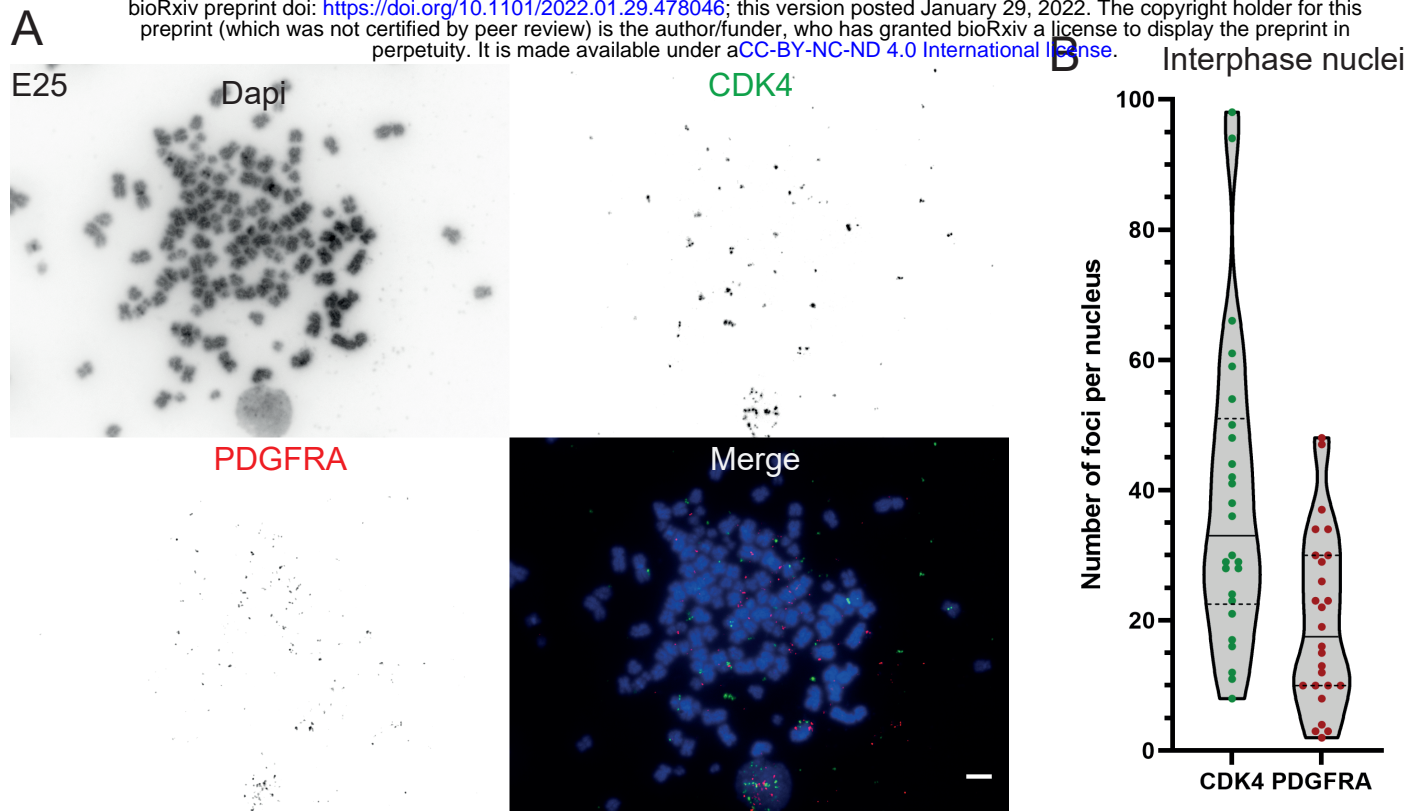 bioRxiv preprint doi: https://doi.org/10.1101/2022.01.29.478046; this version posted January 29, 2022. The copyright holder for this
preprint (which was not certified by peer review) is the author/funder, who has granted bioRxiv a license to display the preprint in
perpetuity. It is made available under aCC-BY-NC-ND 4.0 International license.
A
E25
Dapi
CDK4
PDGFRA
Merge
B
Interphase nuclei
Number of foci per nucleus
100
80
60
40
20
0
CDK4 PDGFRA